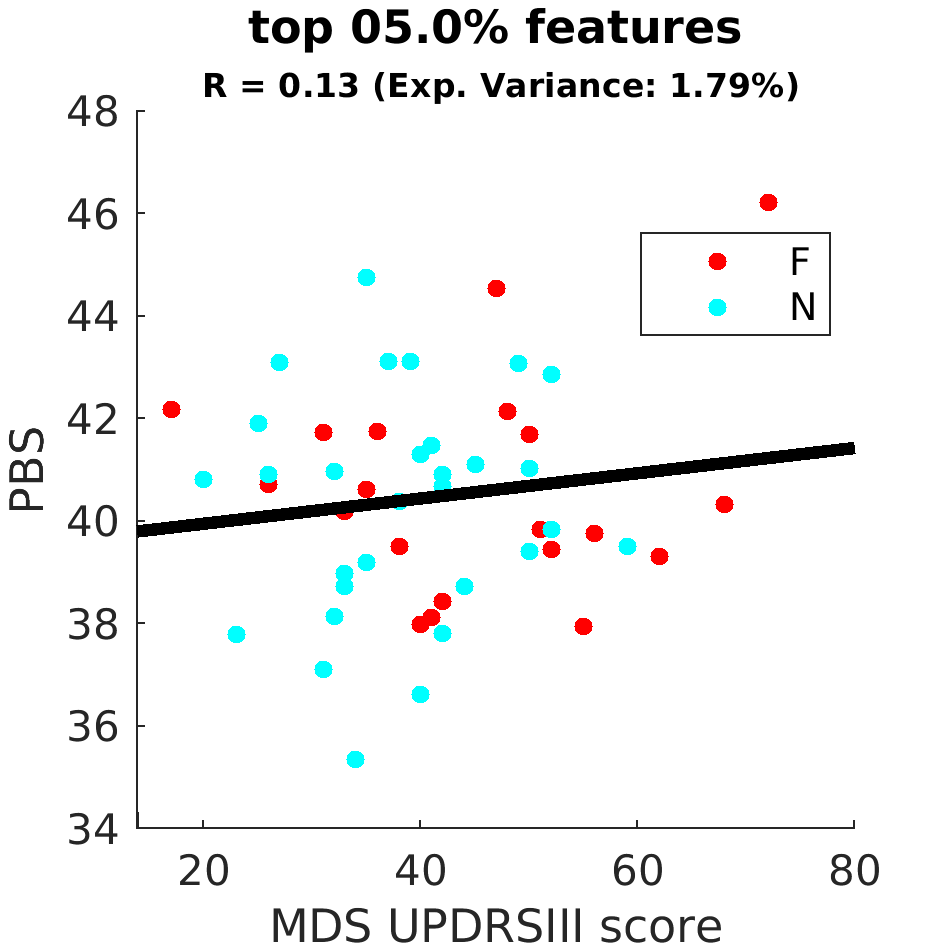 top 05.0% features
R = 0.13 (Exp. Variance: 1.79%)
48
46
44
42
40
38
36
34
PBS
F
N
20 40 60 80
MDS UPDRSIII score